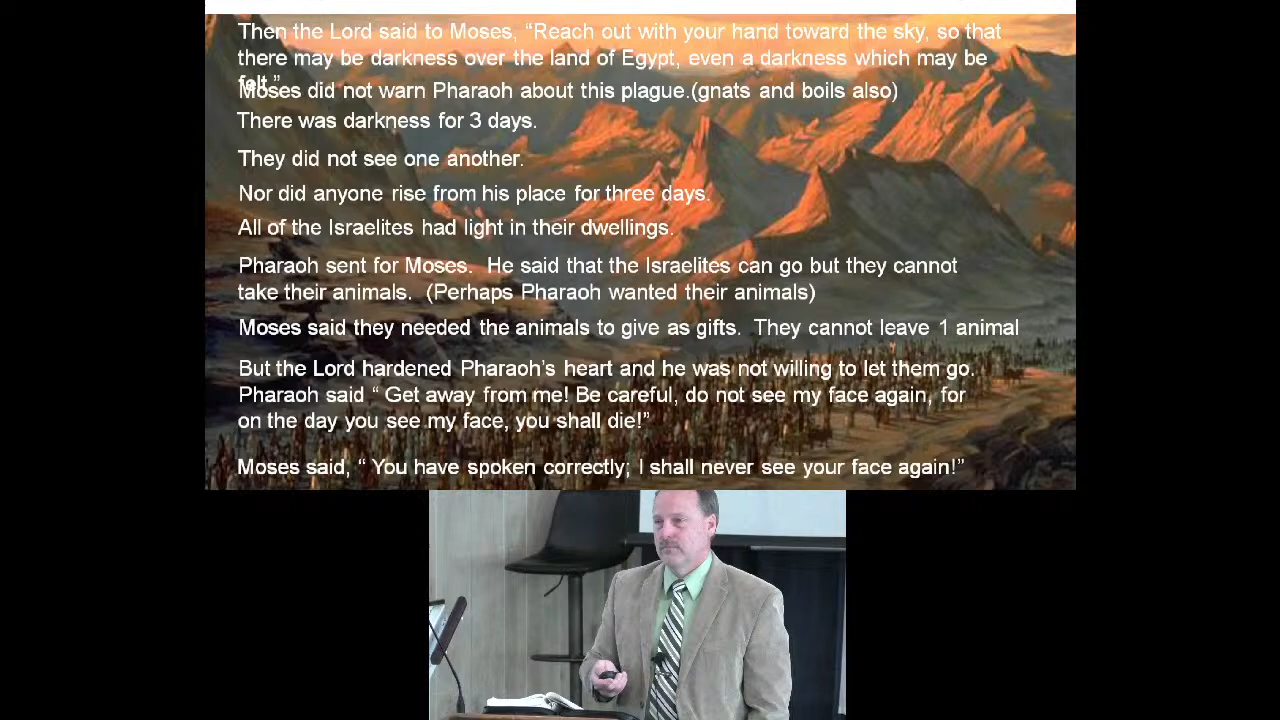 Then the Lord said to Moses, “Reach out with your hand toward the sky, so that
there may be darkness over the land of Egypt, even a darkness which may be
felt.”
Moses did not warn Pharaoh about this plague.(gnats and boils also)
There was darkness for 3 days.
They did not see one another.
Nor did anyone rise from his place for three days.
All of the Israelites had light in their dwellings.
Pharaoh sent for Moses.  He said that the Israelites can go but they cannot
take their animals.  (Perhaps Pharaoh wanted their animals)
Moses said they needed the animals to give as gifts.  They cannot leave 1 animal
But the Lord hardened Pharaoh’s heart and he was not willing to let them go.
Pharaoh said “ Get away from me! Be careful, do not see my face again, for
on the day you see my face, you shall die!”
Moses said, “ You have spoken correctly; I shall never see your face again!”